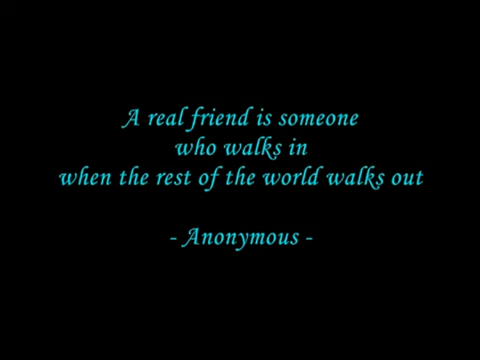 A real friend is someone
who walks in
when the rest of the world walks out
- Anonymous -